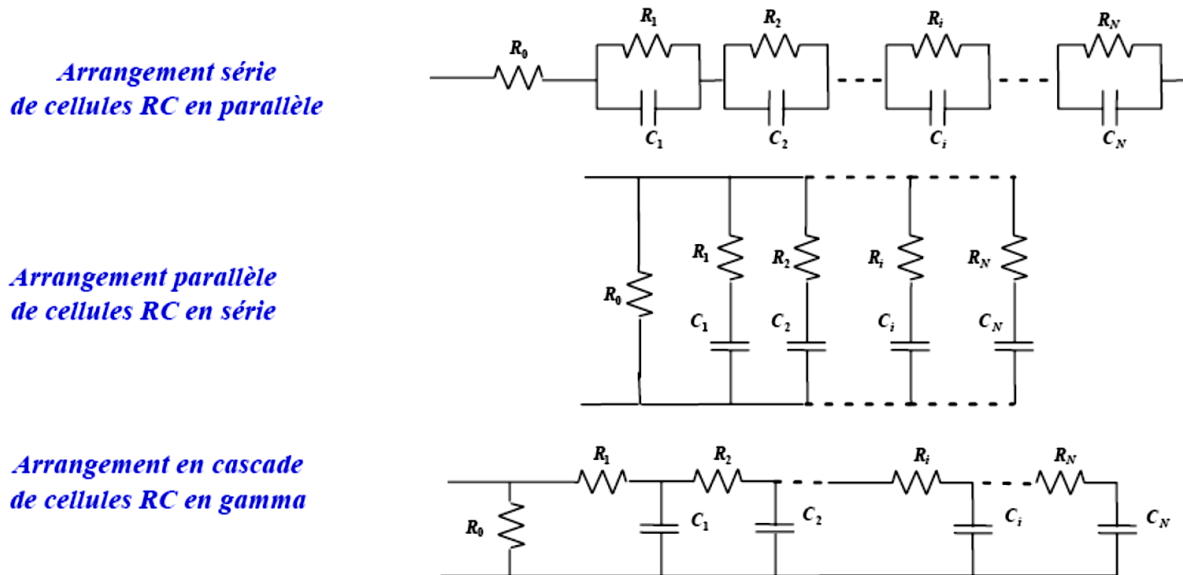 Arrangement série
de cellules RC en parallèle
R0
R1
R2
Ri
RN
C1
C2
Ci
CN
Arrangement parallèle
de cellules RC en série
R0
R1
R2
Ri
RN
C1
C2
Ci
CN
Arrangement en cascade
de cellules RC en gamma
R1
R2
Ri
RN
R0
C1
C2
Ci
CN